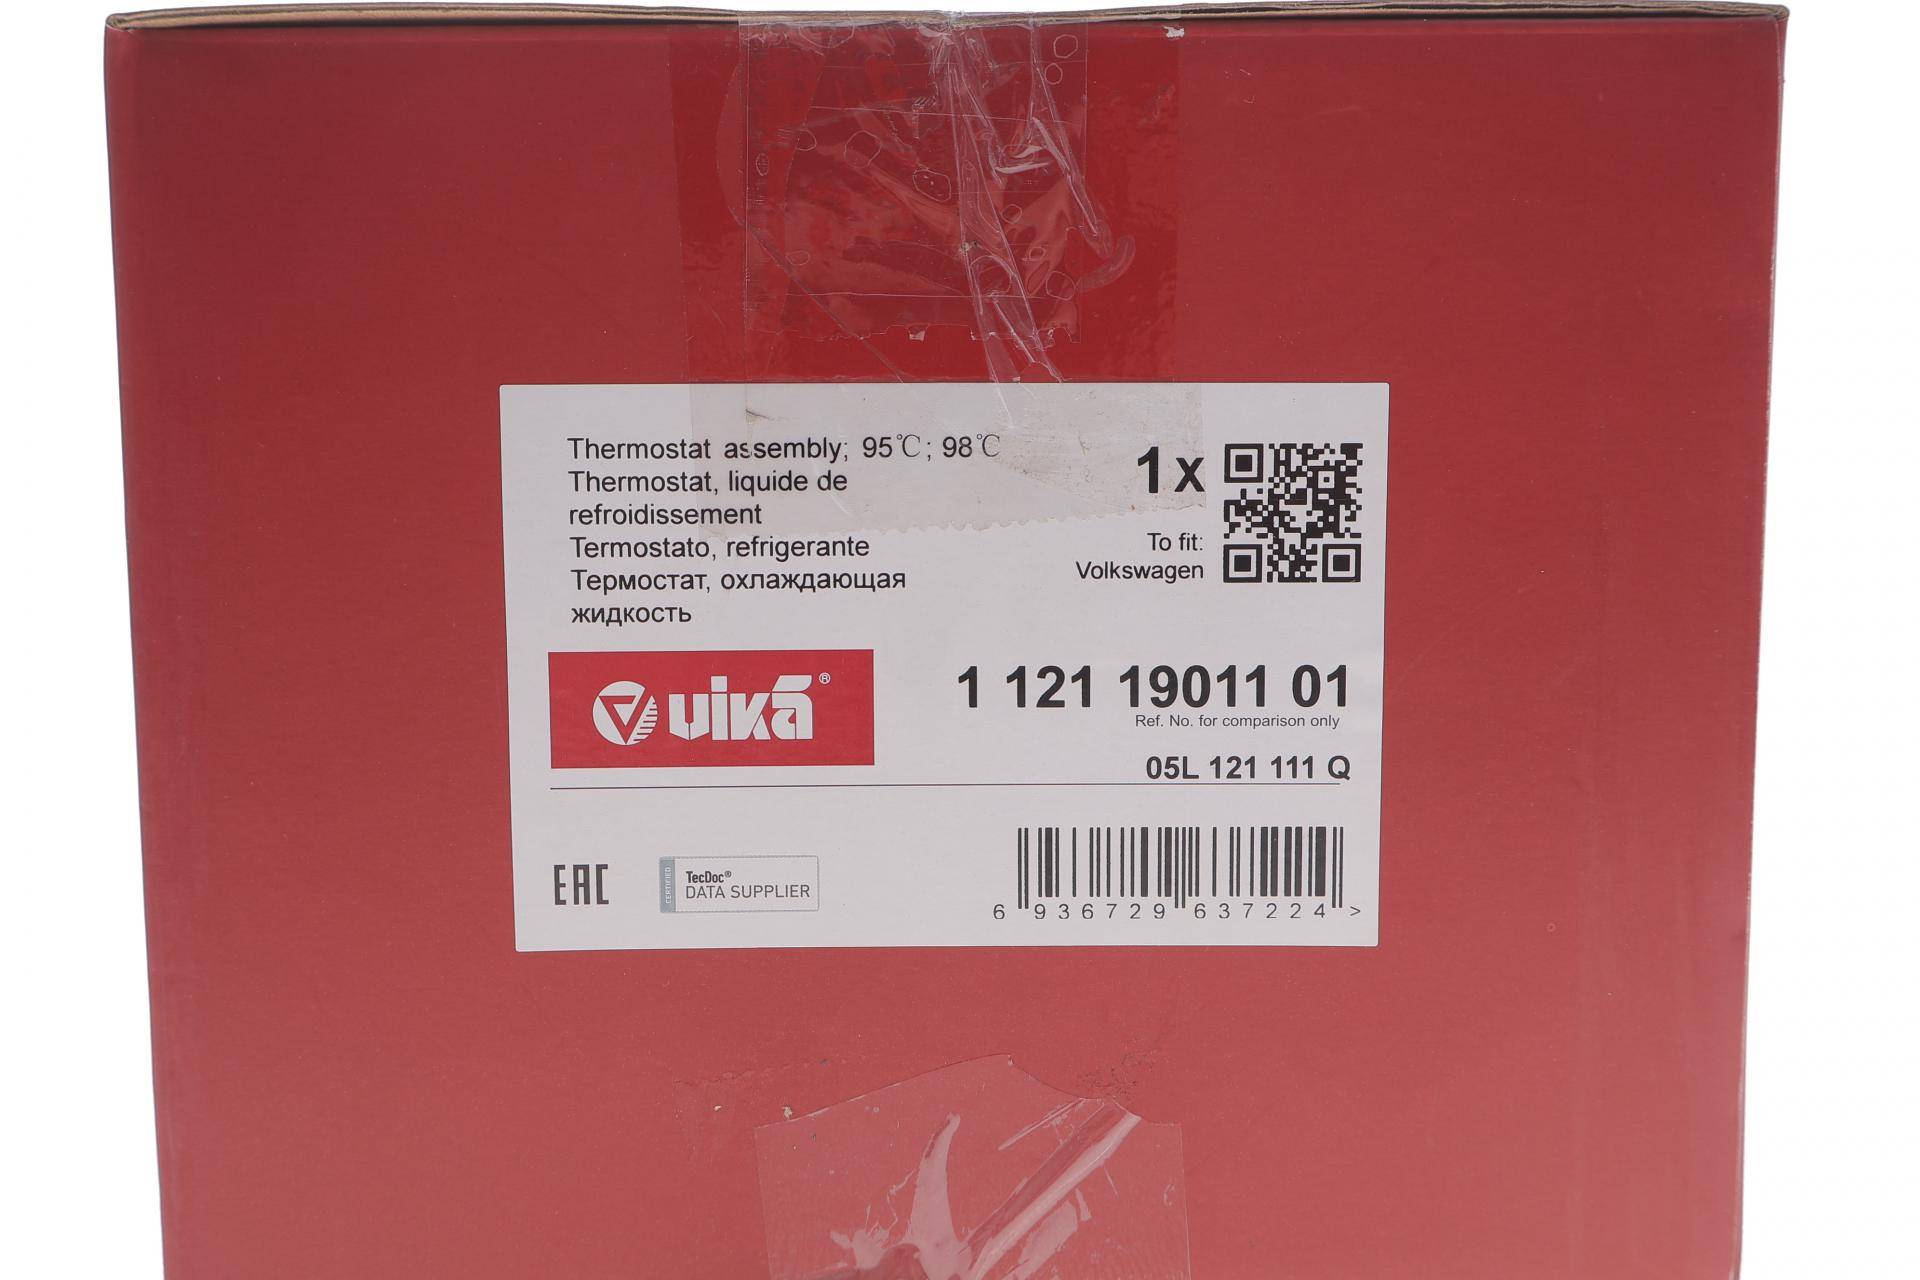 Thermostat assembly; 95℃; 98℃
Thermostat, liquide de
refroidissement
Termostato, refrigerante
Термостат, охлаждающая
жидкость
1x
To fit:
Volkswagen
vika®
1 121 19011 01
Ref. No. for comparison only
05L 121 111 Q
EAC
CERTIFIED
TecDoc®
DATA SUPPLIER
6 936729 637224 >